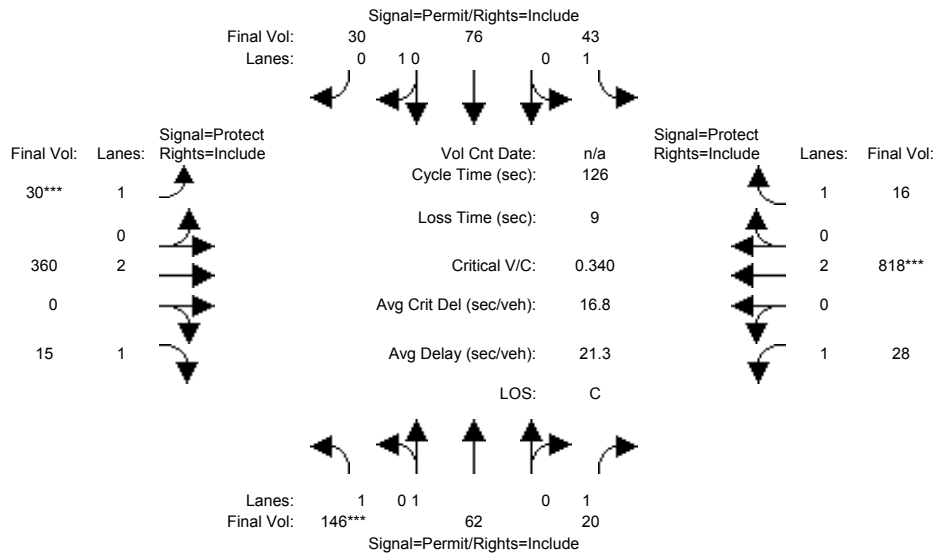 Signal=Permit/Rights=Include
Final Vol: 30 76 43
Lanes: 0 1 0 0 1
Signal=Protect Signal=Protect
Final Vol: Lanes: Rights=Include Vol Cnt Date: n/a Rights=Include Lanes: Final Vol:
Cycle Time (sec): 126
30*** 1 1 16
Loss Time (sec): 9
0 0
360 2 Critical V/C: 0.340 2 818***
0 Avg Crit Del (sec/veh): 16.8 0
15 1 Avg Delay (sec/veh): 21.3 1 28
LOS: C
Lanes: 1 0 1 0 1
Final Vol: 146*** 62 20
Signal=Permit/Rights=Include